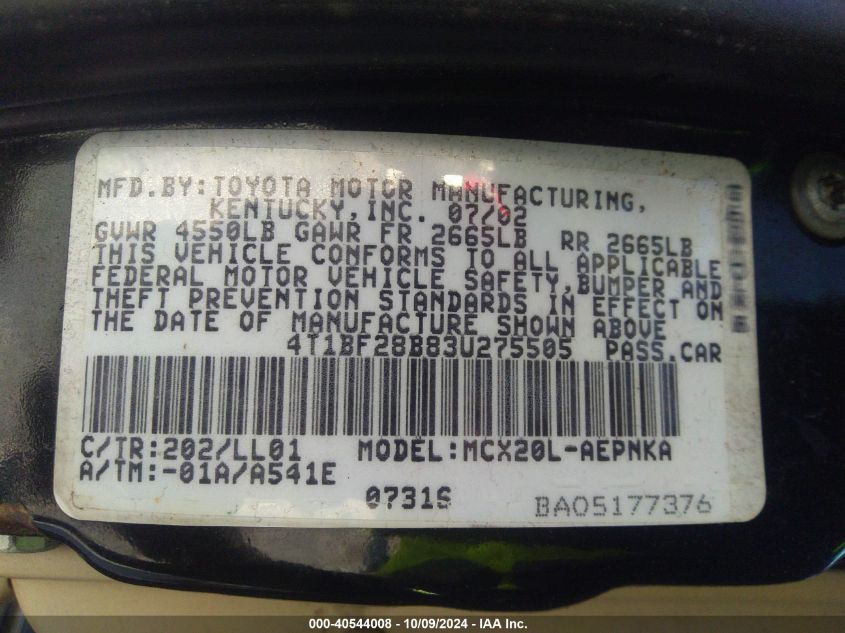 MFD.BY:TOYOTA MOTOR MANUFACTURING,
KENTUCKY,INC. 07/02
GVWR 4550LB GAWR FR 2665LB RR 2665LB
THIS VEHICLE CONFORMS TO ALL APPLICABLE
FEDERAL MOTOR VEHICLE SAFETY,BUMPER AND
THEFT PREVENTION STANDARDS IN EFFECT ON
THE DATE OF MANUFACTURE SHOWN ABOVE
4T1BF28B83U275505 PASS.CAR
C/TR:202/LL01 MODEL:MCX20L-AEPNKA
A/TM:-01A/A541E
0731S BA05177376
000-40544008 - 10/09/2024 - IAA Inc.